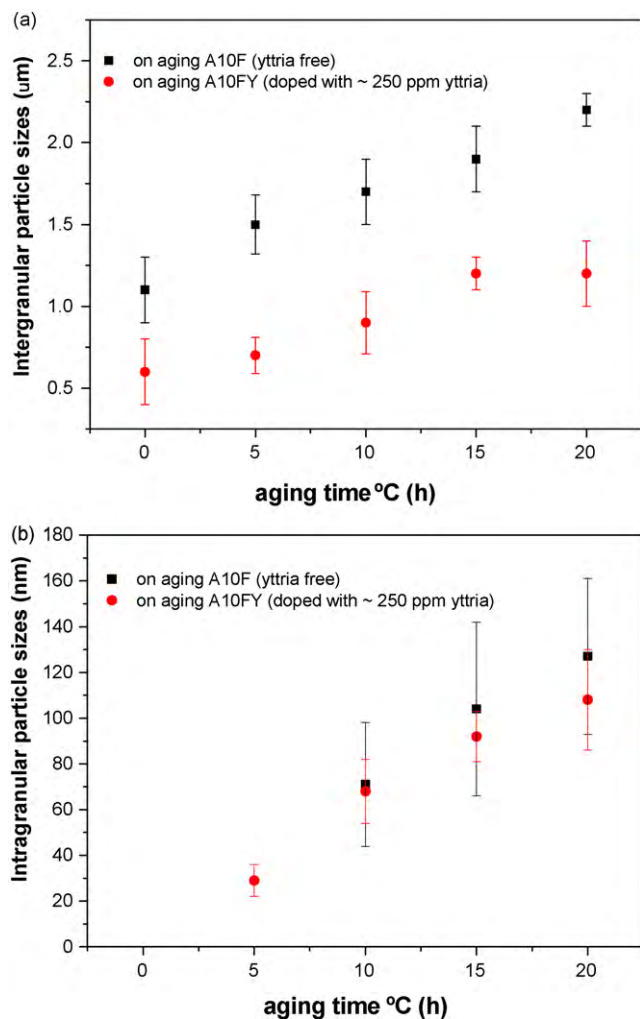 (a)
Intergranular particle sizes (um)
2.5
2.0
1.5
1.0
0.5
on aging A10F (yttria free)
on aging A10FY (doped with ~ 250 ppm yttria)
0 5 10 15 20
aging time ºC (h)
(b)
Intragranular particle sizes (nm)
180
160
140
120
100
80
60
40
20
0
on aging A10F (yttria free)
on aging A10FY (doped with ~ 250 ppm yttria)
0 5 10 15 20
aging time ºC (h)